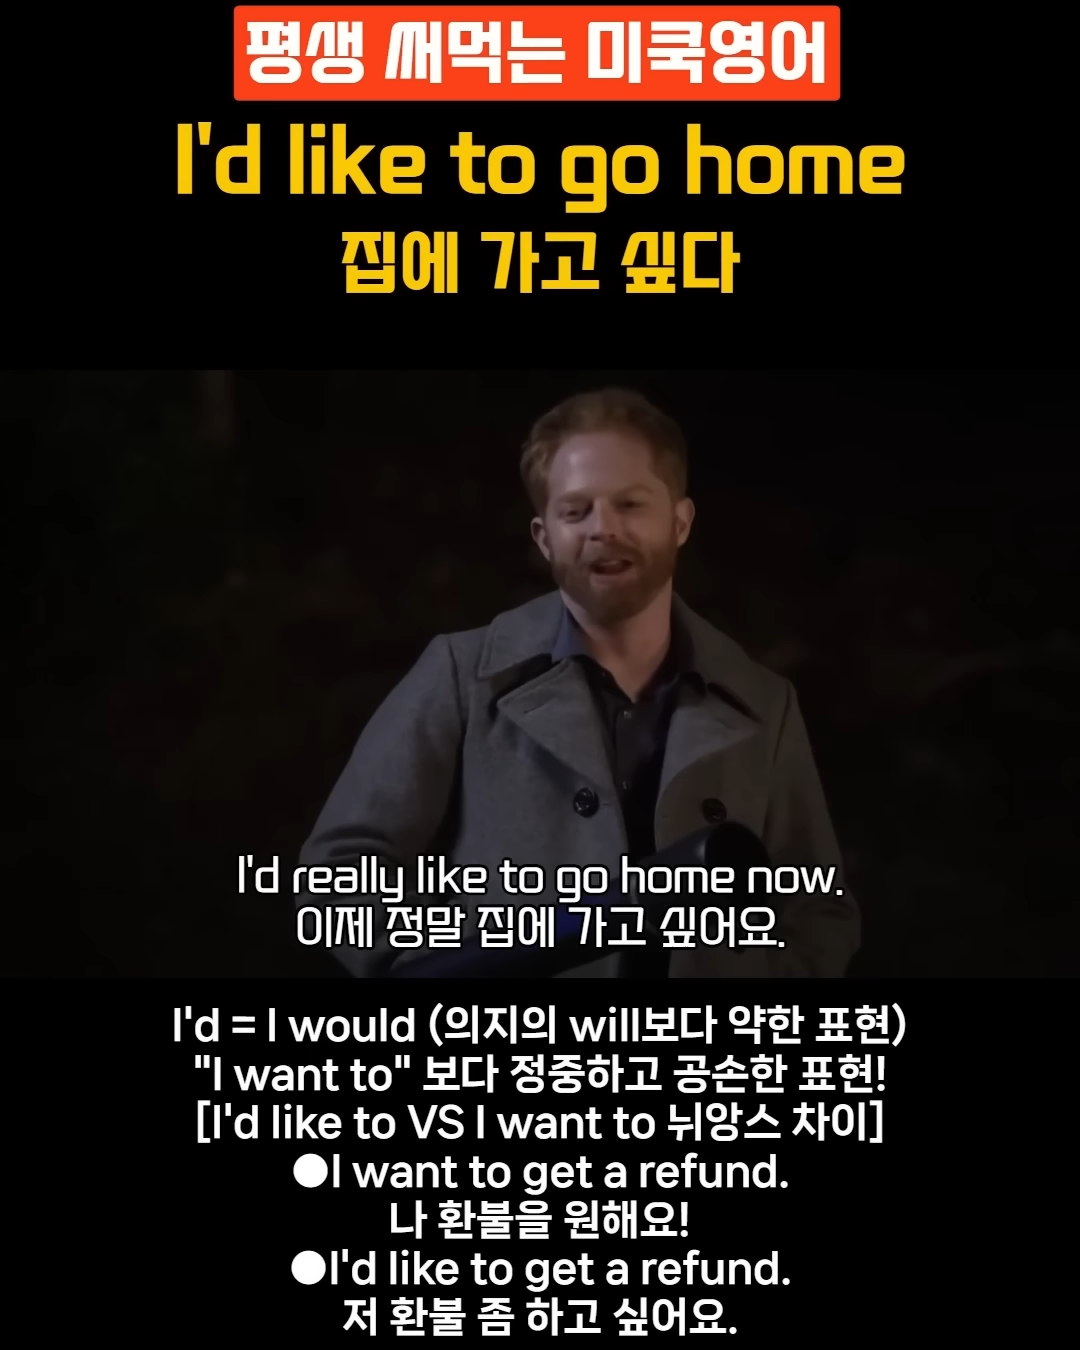 평생 써먹는 미쿡영어
I'd like to go home
집에 가고 싶다
I'd really like to go home now.
이제 정말 집에 가고 싶어요.
I'd = I would (의지의 will보다 약한 표현)
"I want to" 보다 정중하고 공손한 표현!
[I'd like to VS I want to 뉘앙스 차이]
●I want to get a refund.
나 환불을 원해요!
●I'd like to get a refund.
저 환불 좀 하고 싶어요.